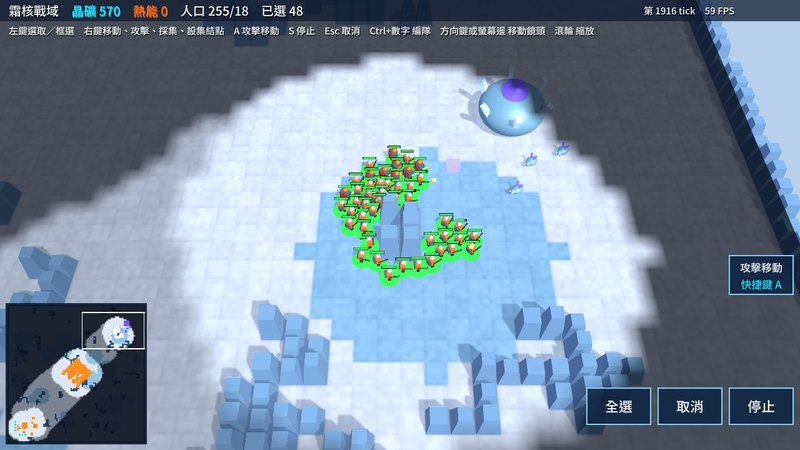 霜核戰域 晶礦 570 熱能 0 人口 255/18 已選 48 第 1916 tick 59 FPS
左鍵選取／框選 右鍵移動、攻擊、採集、設集結點 A 攻擊移動 S 停止 Esc 取消 Ctrl+數字 編隊 方向鍵或螢幕邊 移動鏡頭 滾輪 縮放
攻擊移動
快捷鍵 A
全選 取消 停止